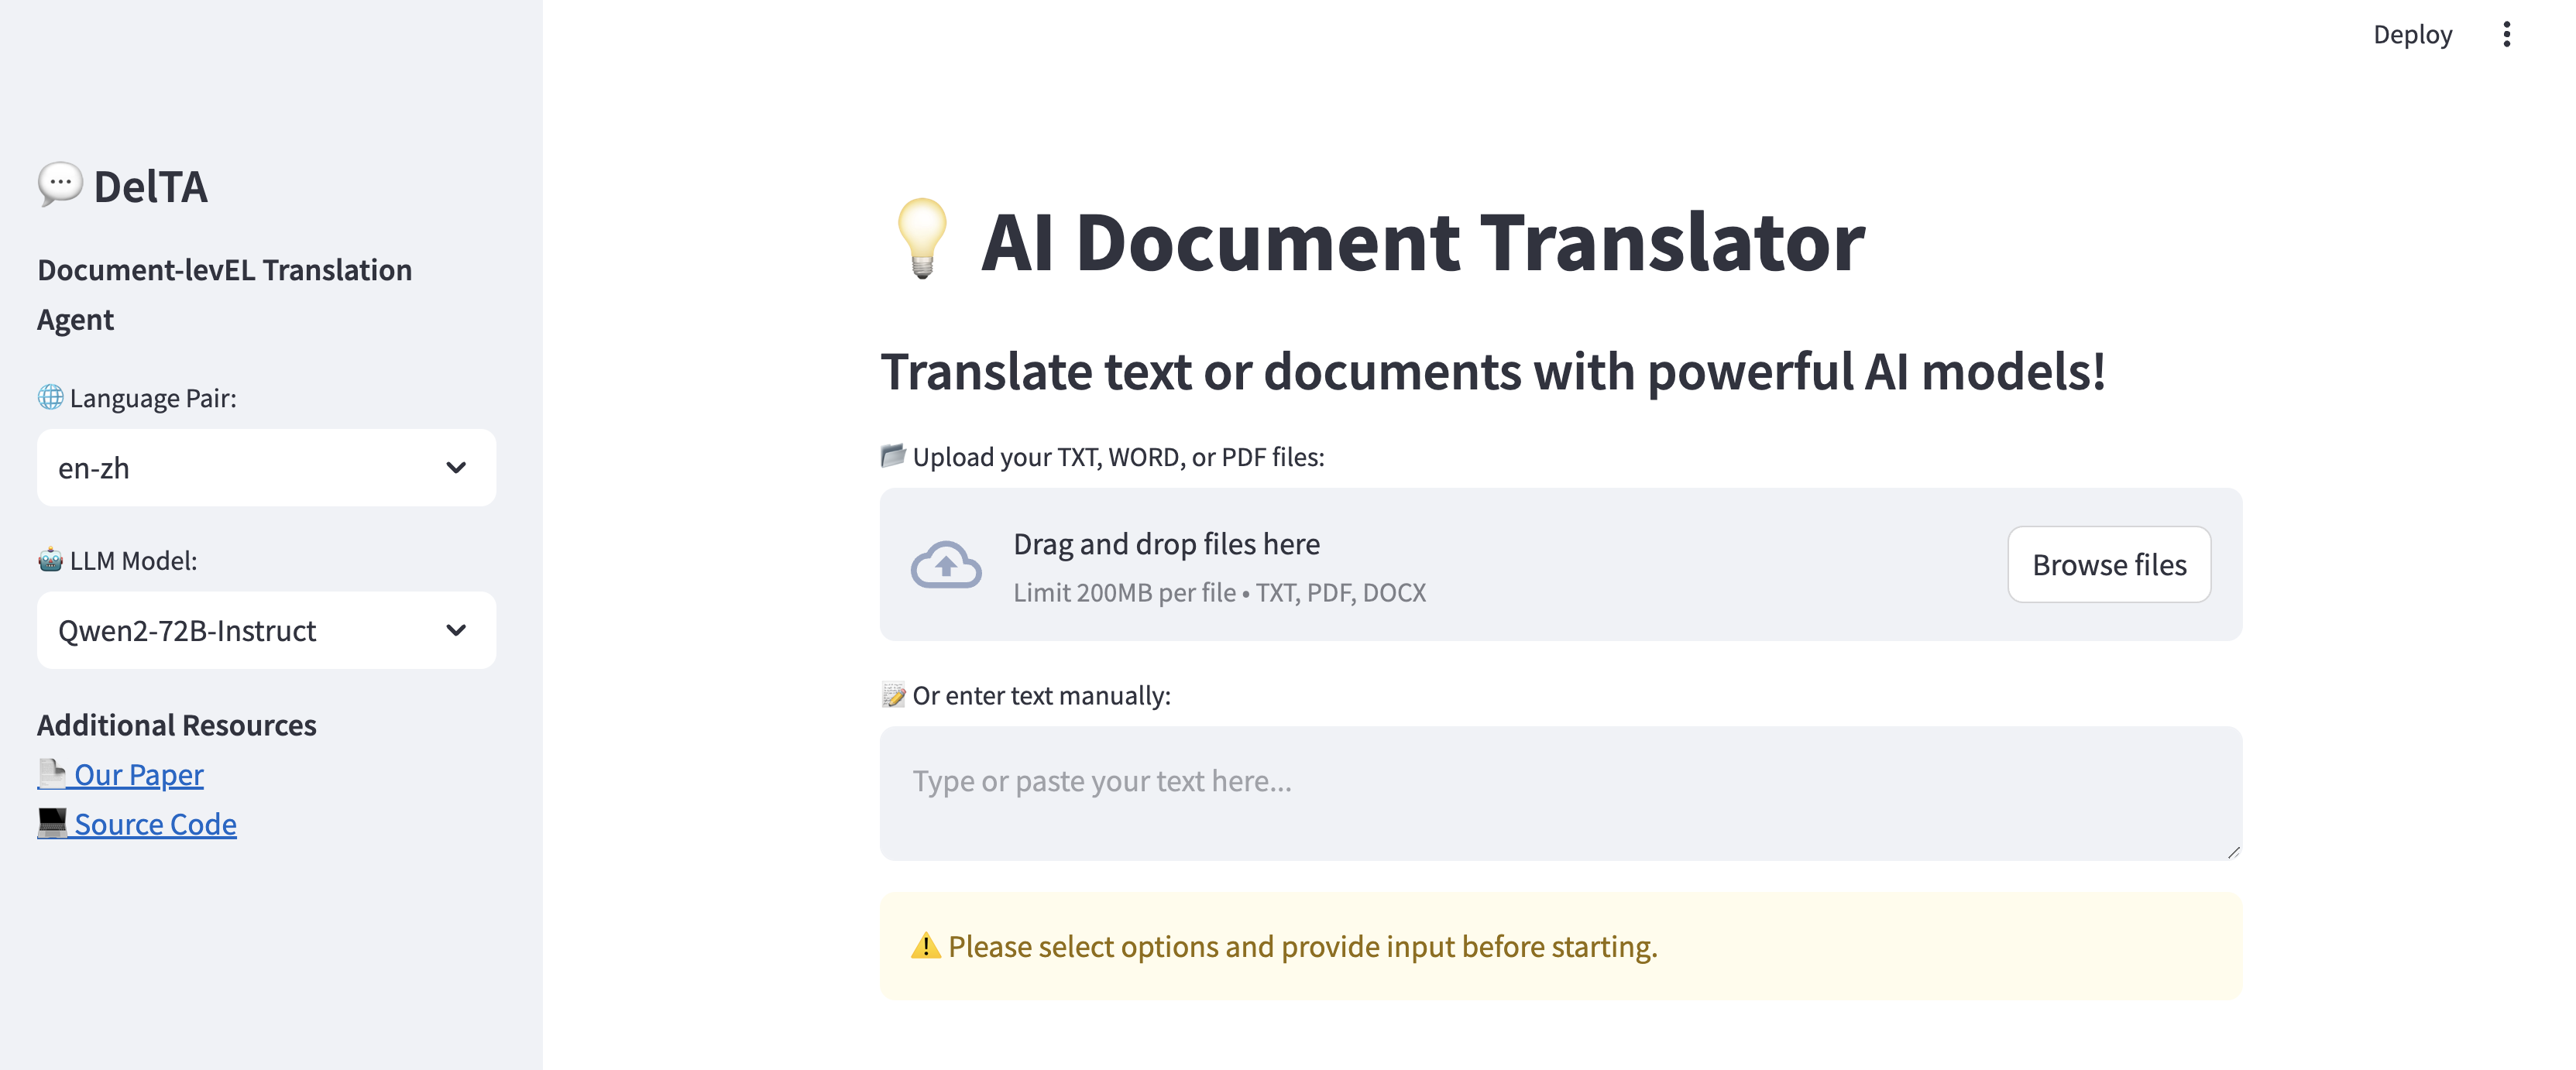 Deploy
💬 DelTA
Document-levEL Translation
Agent
🌐 Language Pair:
en-zh
🤖 LLM Model:
Qwen2-72B-Instruct
Additional Resources
📄 Our Paper
💻 Source Code
💡 AI Document Translator
Translate text or documents with powerful AI models!
📂 Upload your TXT, WORD, or PDF files:
Drag and drop files here
Limit 200MB per file • TXT, PDF, DOCX
Browse files
📝 Or enter text manually:
Type or paste your text here...
⚠️ Please select options and provide input before starting.